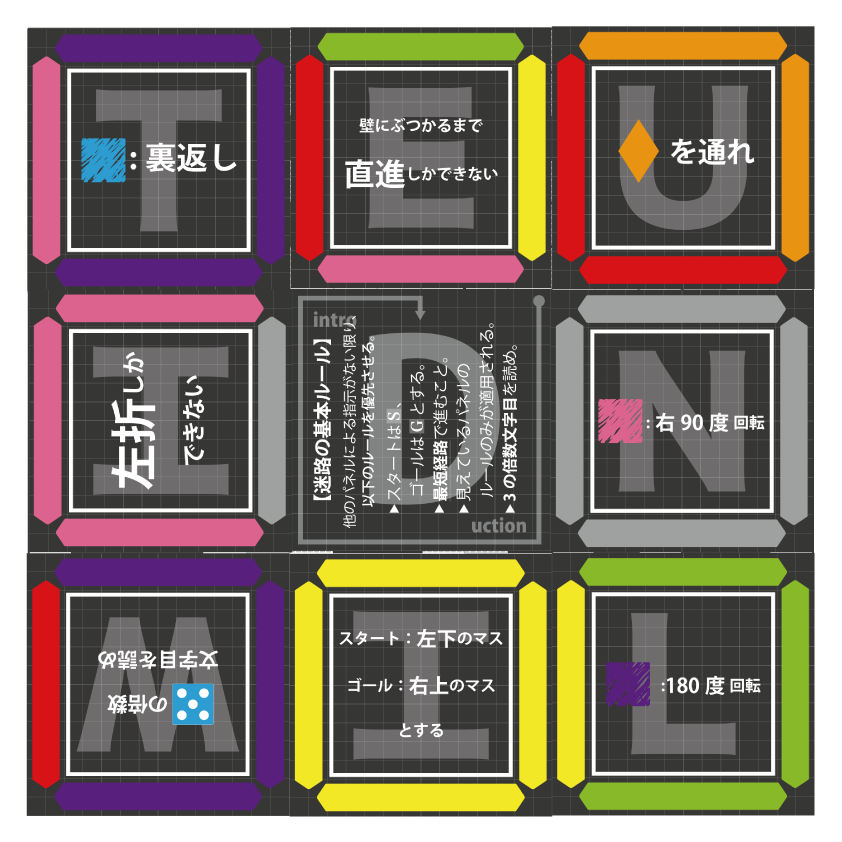 T
: 裏返し
E
壁にぶつかるまで
直進しかできない
U
を通れ
I
左折しか
できない
intro
D
uction
【迷路の基本ルール】
他のパネルによる指示がない限り、
以下のルールを優先させる。
▶スタートは S 、
ゴールは G とする。
▶最短経路で進むこと。
▶見えているパネルの
ルールのみが適用される。
▶3 の倍数文字目を読め。
N
: 右 90 度 回転
M
の倍数
文字目を読め
I
スタート：左下のマス
ゴール：右上のマス
とする
L
:180 度 回転